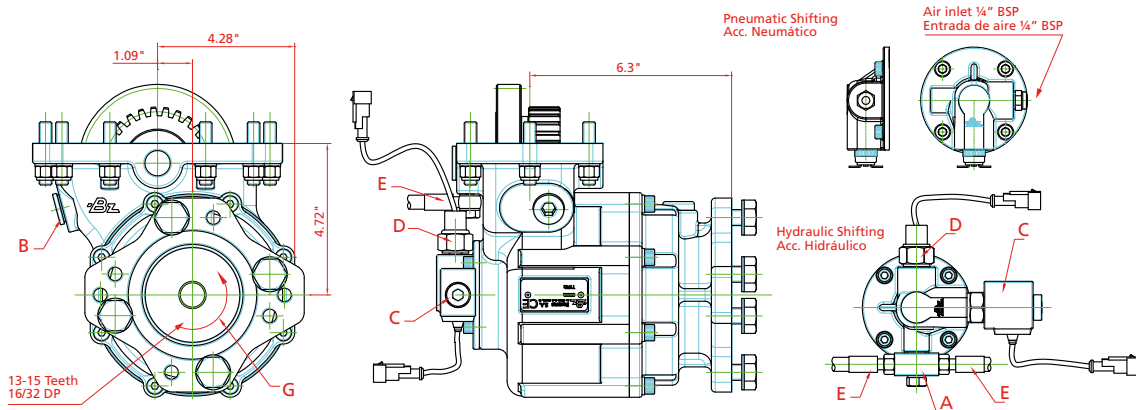 Pneumatic Shifting
Acc. Neumático
Air inlet ¼” BSP
Entrada de aire ¼” BSP
4.28"
1.09"
6.3"
4.72"
E
D
C
B
G
13-15 Teeth
16/32 DP
Hydraulic Shifting
Acc. Hidráulico
D
C
E
A
E
CE